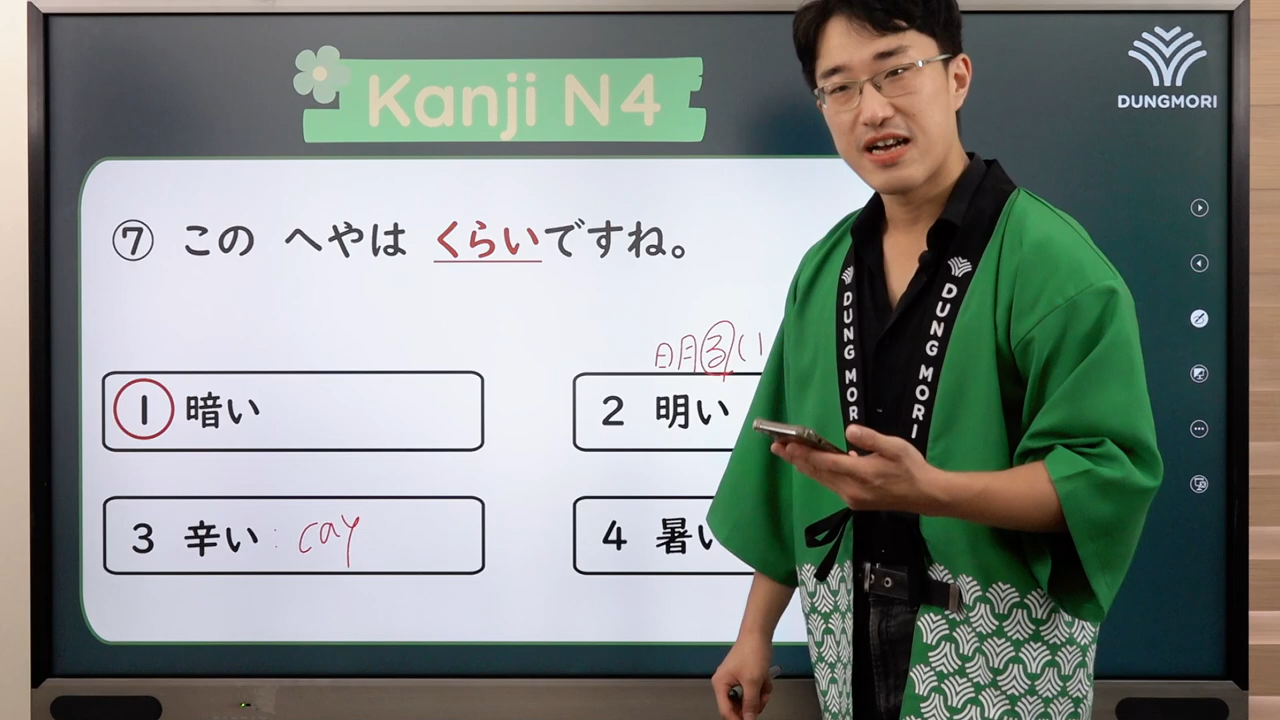 Kanji N4
DUNGMORI
⑦ この へやは くらいですね。
明るい
1 暗い
2 明い
3 辛い : cay
4 暑い
DUNG MOR
DUNG MORI